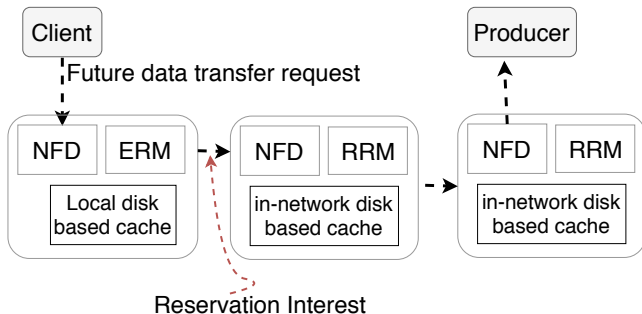 Client
Producer
Future data transfer request
NFD
ERM
NFD
RRM
NFD
RRM
Local disk
based cache
in-network disk
based cache
in-network disk
based cache
Reservation Interest